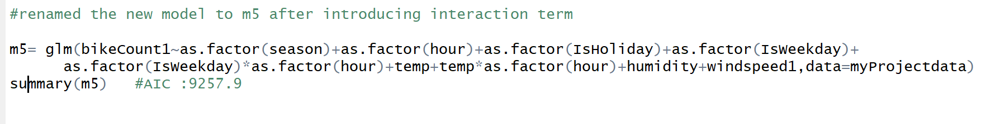 #renamed the new model to m5 after introducing interaction term
m5= glm(bikeCount1~as.factor(season)+as.factor(hour)+as.factor(IsHoliday)+as.factor(IsWeekday)+
as.factor(IsWeekday)*as.factor(hour)+temp+temp*as.factor(hour)+humidity+windspeed1,data=myProjectdata)
summary(m5) #AIC :9257.9